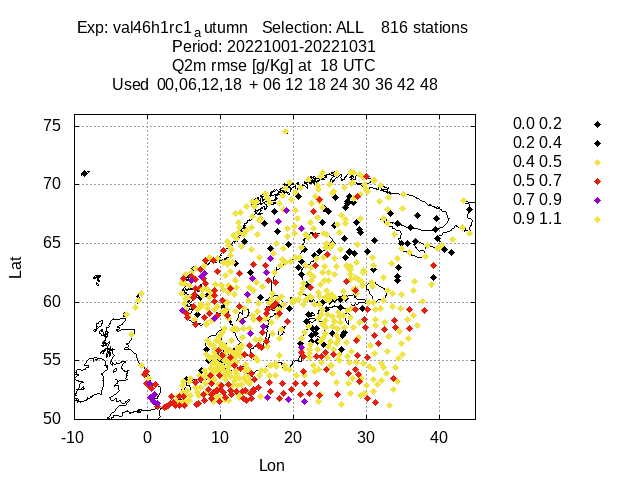 Exp: val46h1rc1autumn Selection: ALL 816 stations
Period: 20221001-20221031
Q2m rmse [g/Kg] at 18 UTC
Used 00,06,12,18 + 06 12 18 24 30 36 42 48
75
70
65
60
55
50
-10 0 10 20 30 40
Lat
Lon
0.0 0.2
0.2 0.4
0.4 0.5
0.5 0.7
0.7 0.9
0.9 1.1